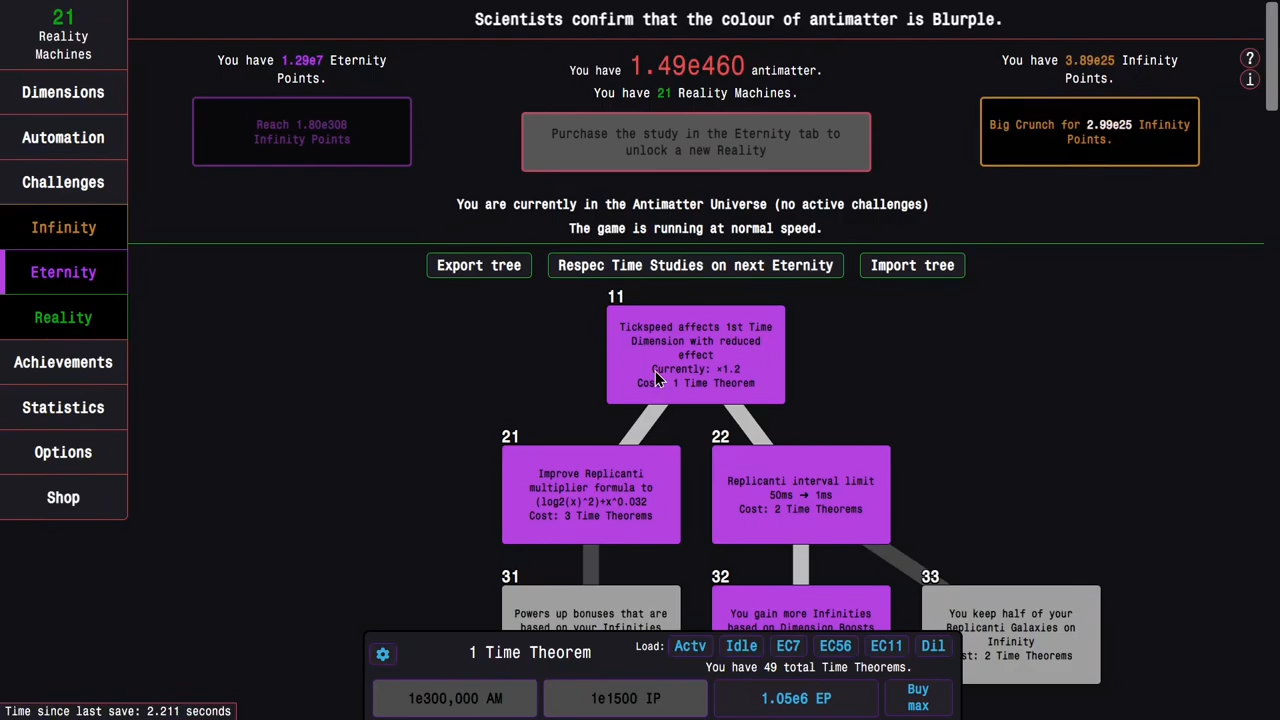 21
Reality
Machines
Dimensions
Automation
Challenges
Infinity
Eternity
Reality
Achievements
Statistics
Options
Shop
Scientists confirm that the colour of antimatter is Blurple.
You have 1.29e7 Eternity
Points.
Reach 1.80e308
Infinity Points
You have 1.49e460 antimatter.
You have 21 Reality Machines.
Purchase the study in the Eternity tab to
unlock a new Reality
You have 3.89e25 Infinity
Points.
Big Crunch for 2.99e25 Infinity
Points.
?
i
You are currently in the Antimatter Universe (no active challenges)
The game is running at normal speed.
Export tree
Respec Time Studies on next Eternity
Import tree
11
Tickspeed affects 1st Time
Dimension with reduced
effect
Currently: ×1.2
Cost: 1 Time Theorem
21
Improve Replicanti
multiplier formula to
(log2(x)^2)+x^0.032
Cost: 3 Time Theorems
22
Replicanti interval limit
50ms ➜ 1ms
Cost: 2 Time Theorems
31
Powers up bonuses that are
based on your Infinities
32
You gain more Infinities
based on Dimension Boosts
33
You keep half of your
Replicanti Galaxies on
Infinity
st: 2 Time Theorems
1 Time Theorem
Load: Actv Idle EC7 EC56 EC11 Dil
You have 49 total Time Theorems.
1e300,000 AM
1e1500 IP
1.05e6 EP
Buy
max
Time since last save: 2.211 seconds